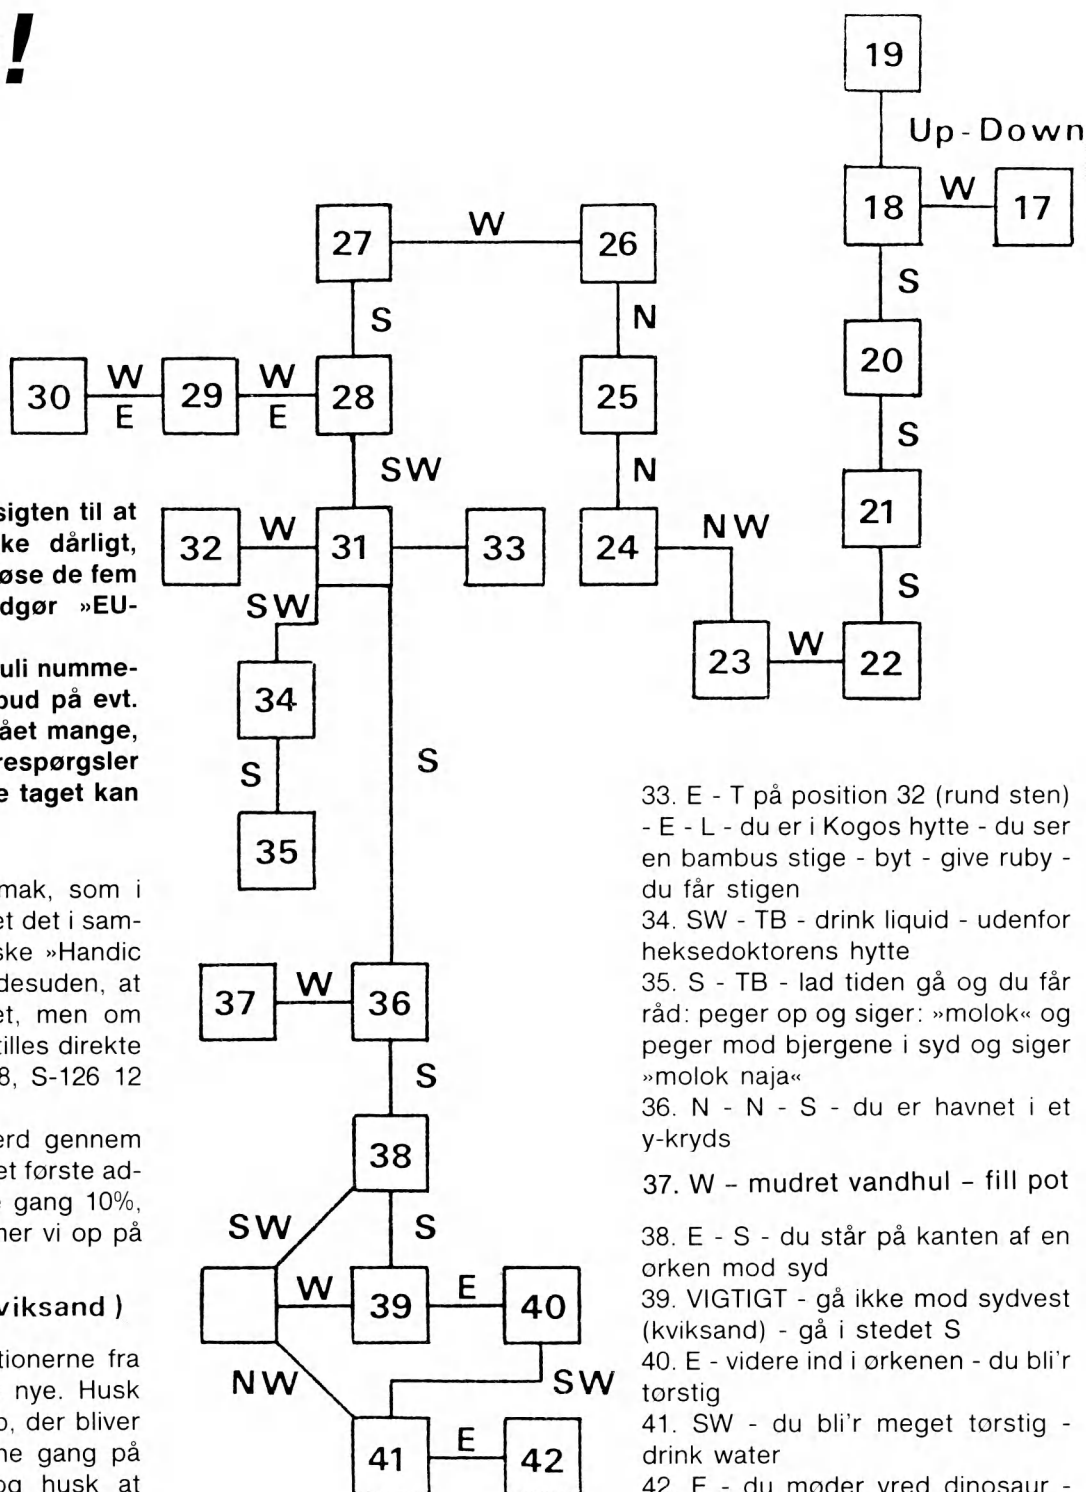 !
19
Up - Down
18
W
17
27
W
26
S
N
S
20
30
W
E
29
W
E
28
25
SW
N
S
21
32
W
31
33
24
NW
S
SW
23
W
22
34
S
S
35
37
W
36
S
38
SW
S
W
39
E
40
NW
SW
41
E
42
sigten til at
ke dårligt,
øse de fem
dgør »EU-
uli numme-
bud på evt.
ået mange,
respørgsler
e taget kan
mak, som i
et det i sam-
ske »Handic
desuden, at
et, men om
tilles direkte
8, S-126 12
erd gennem
et første ad-
e gang 10%,
ner vi op på
viksand )
tionerne fra
nye. Husk
o, der bliver
ne gang på
og husk at
33. E - T på position 32 (rund sten)
- E - L - du er i Kogos hytte - du ser
en bambus stige - byt - give ruby -
du får stigen
34. SW - TB - drink liquid - udenfor
heksedoktorens hytte
35. S - TB - lad tiden gå og du får
råd: peger op og siger: »molok« og
peger mod bjergene i syd og siger
»molok naja«
36. N - N - S - du er havnet i et
y-kryds
37. W – mudret vandhul – fill pot
38. E - S - du står på kanten af en
ørken mod syd
39. VIGTIGT - gå ikke mod sydvest
(kviksand) - gå i stedet S
40. E - videre ind i ørkenen - du bli'r
tørstig
41. SW - du bli'r meget tørstig -
drink water
42. E - du møder vred dinosaur -